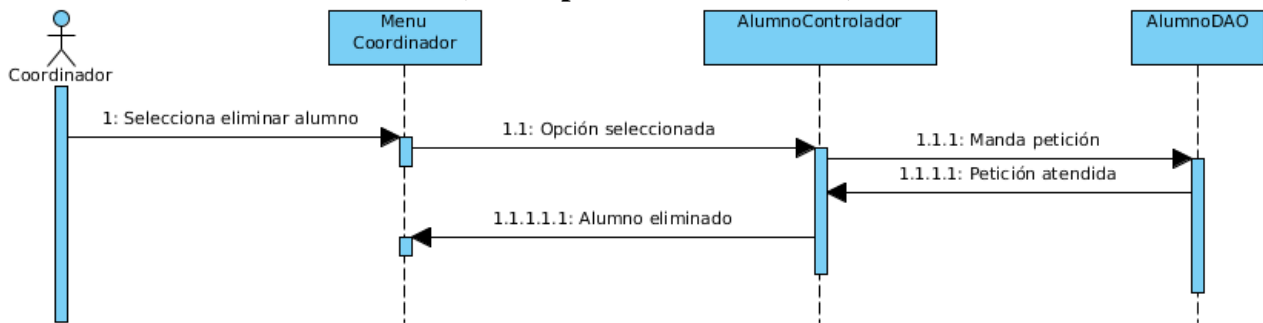 Menu
Coordinador
AlumnoControlador
AlumnoDAO
Coordinador
1: Selecciona eliminar alumno
1.1: Opción seleccionada
1.1.1: Manda petición
1.1.1.1: Petición atendida
1.1.1.1.1: Alumno eliminado